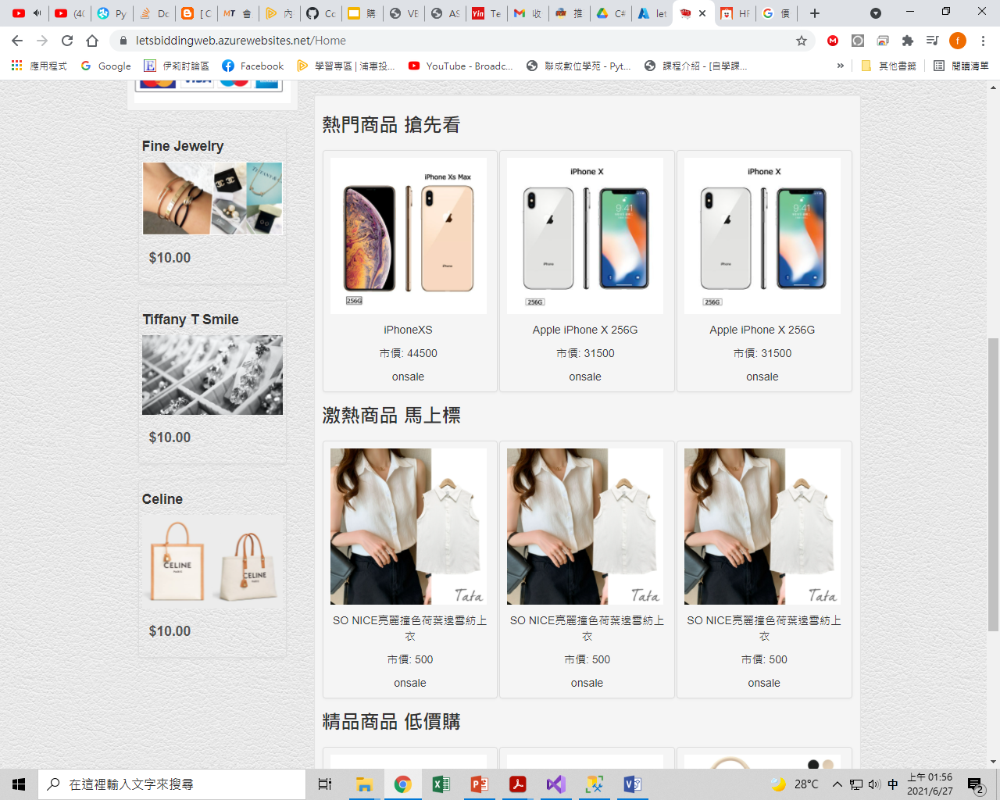 (4(
Py
Dc
[ C
會
內
Cc
購
VE
AS
Te
收
推
C#
let
HF
價
letsbiddingweb.azurewebsites.net/Home
應用程式
Google
伊莉討論區
Facebook
學習專區 | 浦惠投...
YouTube - Broadc...
聯成數位學苑 - Pyt...
課程介紹 - [自學課...
»
其他書籤
閱讀清單
Fine Jewelry
$10.00
Tiffany T Smile
$10.00
Celine
CELINE
PARIS
CELINE
$10.00
熱門商品 搶先看
iPhone Xs Max
iPhone
256G
iPhoneXS
市價: 44500
onsale
iPhone X
9:41
iPhone
256G
Apple iPhone X 256G
市價: 31500
onsale
iPhone X
9:41
iPhone
256G
Apple iPhone X 256G
市價: 31500
onsale
激熱商品 馬上標
Tata
SO NICE亮麗撞色荷葉邊雪紡上
衣
市價: 500
onsale
Tata
SO NICE亮麗撞色荷葉邊雪紡上
衣
市價: 500
onsale
Tata
SO NICE亮麗撞色荷葉邊雪紡上
衣
市價: 500
onsale
精品商品 低價購
在這裡輸入文字來搜尋
28°C
中
上午 01:56
2021/6/27
2